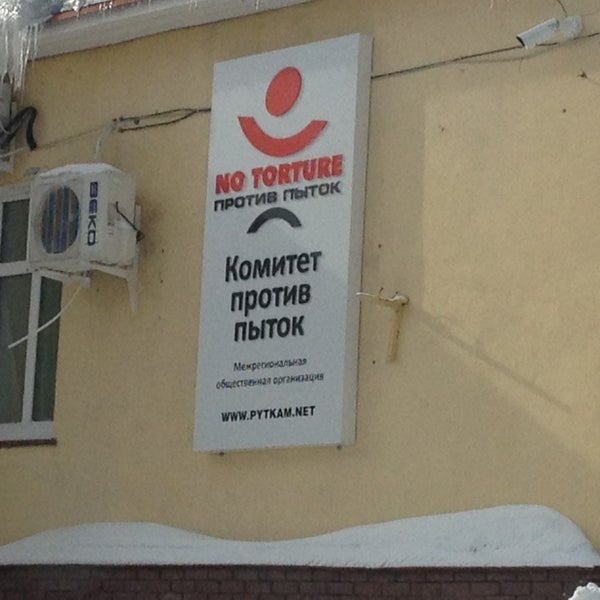 NO TORTURE
ПРОТИВ ПЫТОК
Комитет
против
пыток
Межрегиональная
общественная организация
WWW.PYTKAM.NET
BEKO